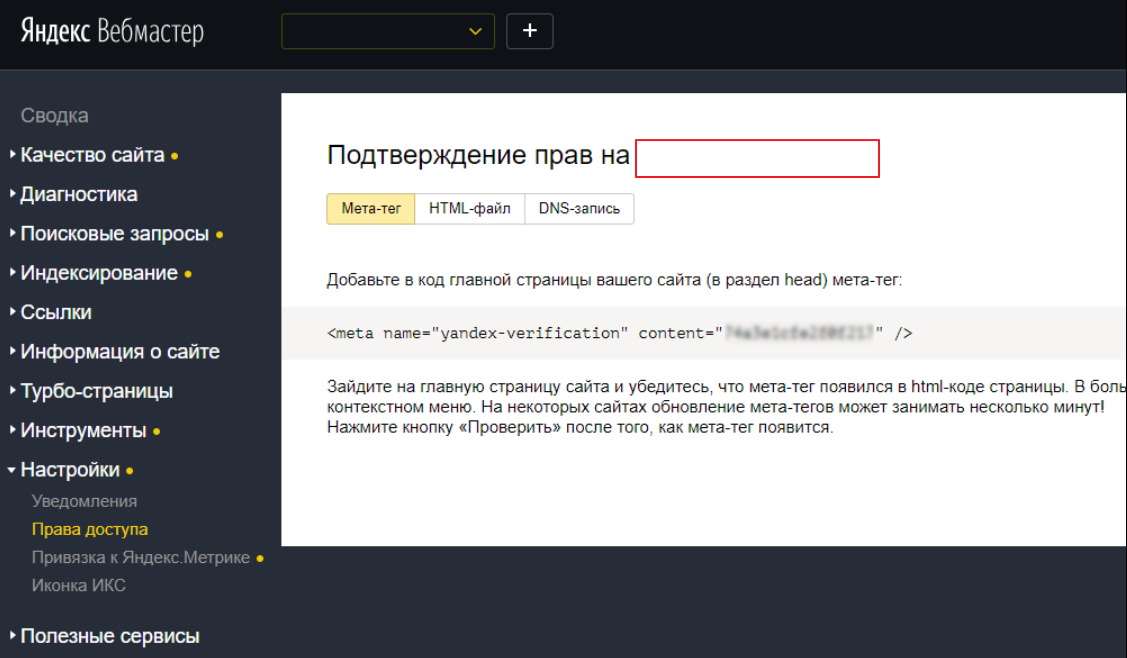 Яндекс Вебмастер
+
Сводка
Качество сайта
Диагностика
Поисковые запросы
Индексирование
Ссылки
Информация о сайте
Турбо-страницы
Инструменты
Настройки
Уведомления
Права доступа
Привязка к Яндекс.Метрике
Иконка ИКС
Полезные сервисы
Подтверждение прав на
Мета-тег HTML-файл DNS-запись
Добавьте в код главной страницы вашего сайта (в раздел head) мета-тег:
<meta name="yandex-verification" content="" />
Зайдите на главную страницу сайта и убедитесь, что мета-тег появился в html-коде страницы. В боль
контекстном меню. На некоторых сайтах обновление мета-тегов может занимать несколько минут!
Нажмите кнопку «Проверить» после того, как мета-тег появится.